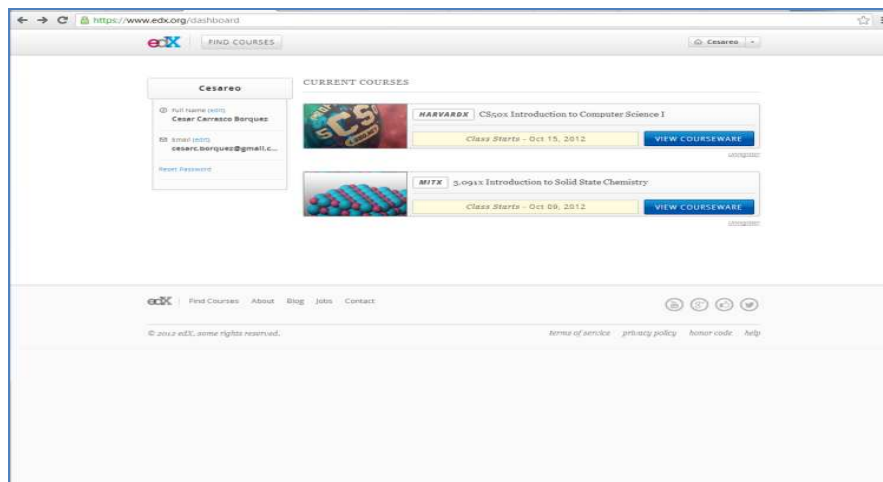 https://www.edx.org/dashboard
edX FIND COURSES Cesareo
Cesareo
Full Name (edit)
Cesar Carrasco Borquez
Email (edit)
cesarc.borquez@gmail.c...
Reset Password
CURRENT COURSES
HARVARDX CS50x Introduction to Computer Science I
Class Starts - Oct 15, 2012 VIEW COURSEWARE
unregister
MITX 3.091x Introduction to Solid State Chemistry
Class Starts - Oct 09, 2012 VIEW COURSEWARE
unregister
edX Find Courses About Blog Jobs Contact
© 2012 edX, some rights reserved. terms of service privacy policy honor code help